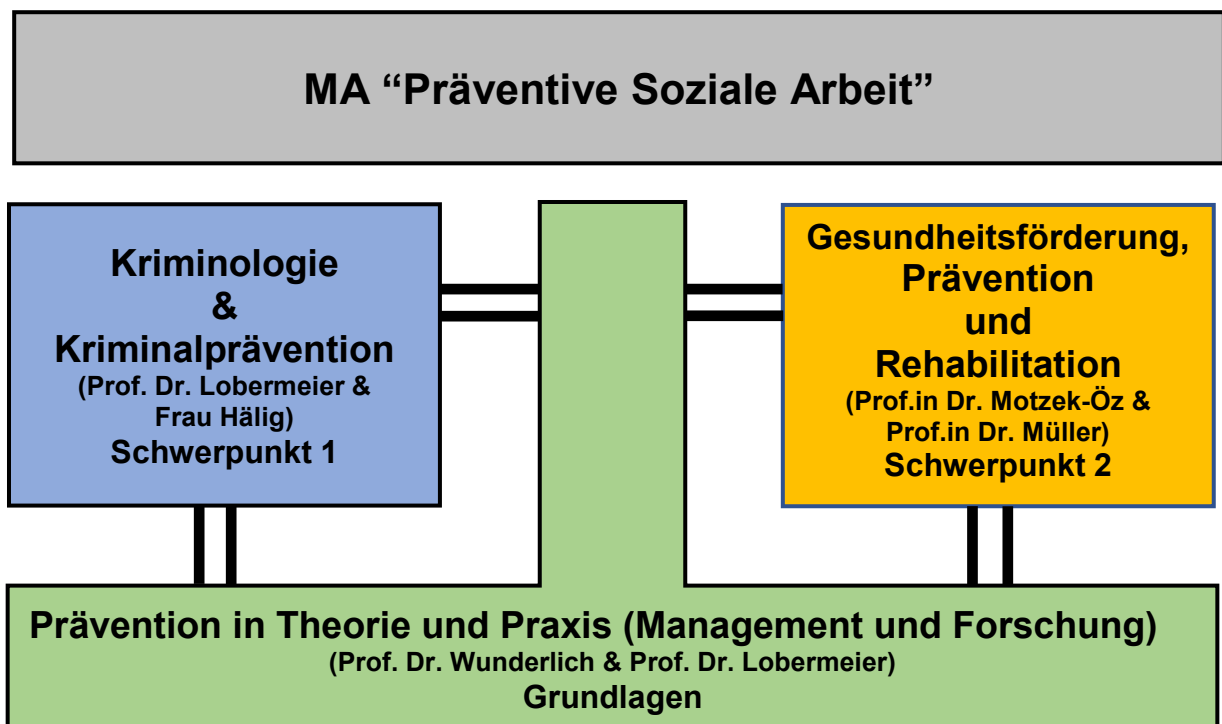 MA “Präventive Soziale Arbeit”
Kriminologie
&
Kriminalprävention
(Prof. Dr. Lobermeier &
Frau Hälig)
Schwerpunkt 1
Gesundheitsförderung,
Prävention
und
Rehabilitation
(Prof.in Dr. Motzek-Öz &
Prof.in Dr. Müller)
Schwerpunkt 2
Prävention in Theorie und Praxis (Management und Forschung)
(Prof. Dr. Wunderlich & Prof. Dr. Lobermeier)
Grundlagen